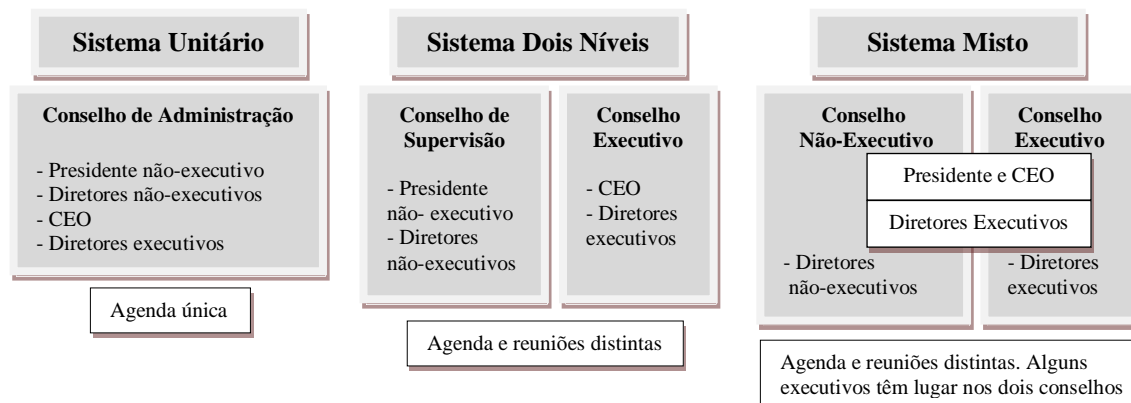 Sistema Unitário
Conselho de Administração
- Presidente não-executivo
- Diretores não-executivos
- CEO
- Diretores executivos
Agenda única
Sistema Dois Níveis
Conselho de
Supervisão
- Presidente
não- executivo
- Diretores
não-executivos
Conselho
Executivo
- CEO
- Diretores
executivos
Agenda e reuniões distintas
Sistema Misto
Conselho
Não-Executivo
Conselho
Executivo
Presidente e CEO
Diretores Executivos
- Diretores
não-executivos
- Diretores
executivos
Agenda e reuniões distintas. Alguns
executivos têm lugar nos dois conselhos